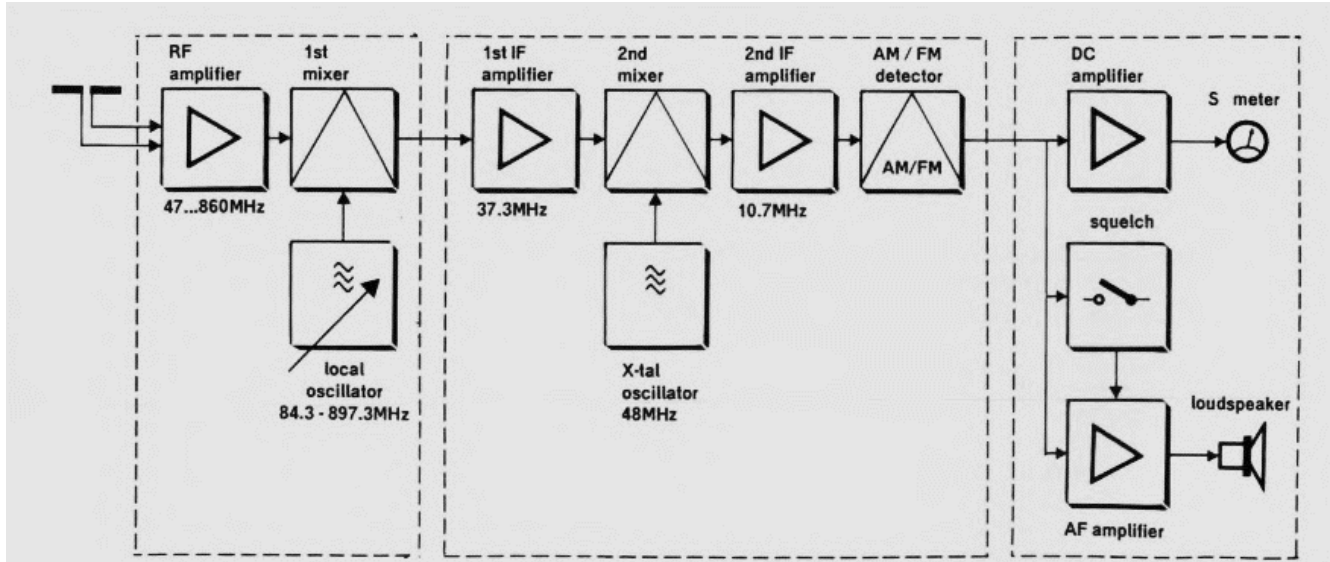 RF
amplifier
1st
mixer
1st IF
amplifier
2nd
mixer
2nd IF
amplifier
AM / FM
detector
DC
amplifier
S meter
AM/FM
47...860MHz
37.3MHz
10.7MHz
squelch
local
oscillator
84.3 - 897.3MHz
X-tal
oscillator
48MHz
loudspeaker
AF amplifier